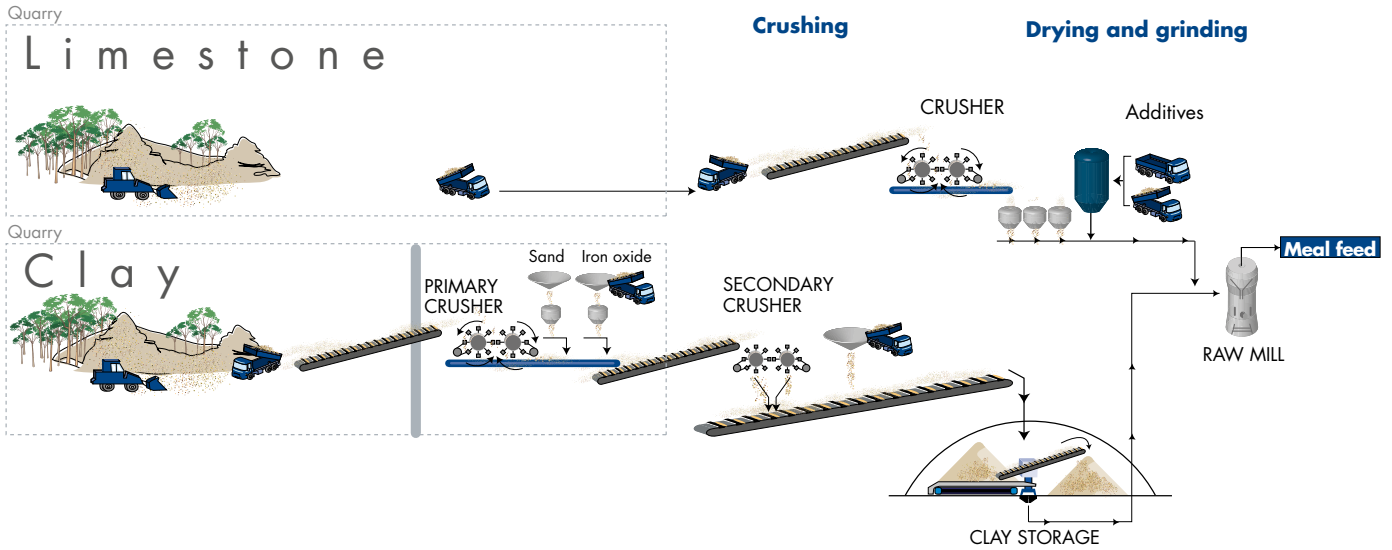 Quarry
Limestone
Crushing
Drying and grinding
CRUSHER
Additives
Quarry
Clay
PRIMARY
CRUSHER
Sand
Iron oxide
SECONDARY
CRUSHER
Meal feed
RAW MILL
CLAY STORAGE